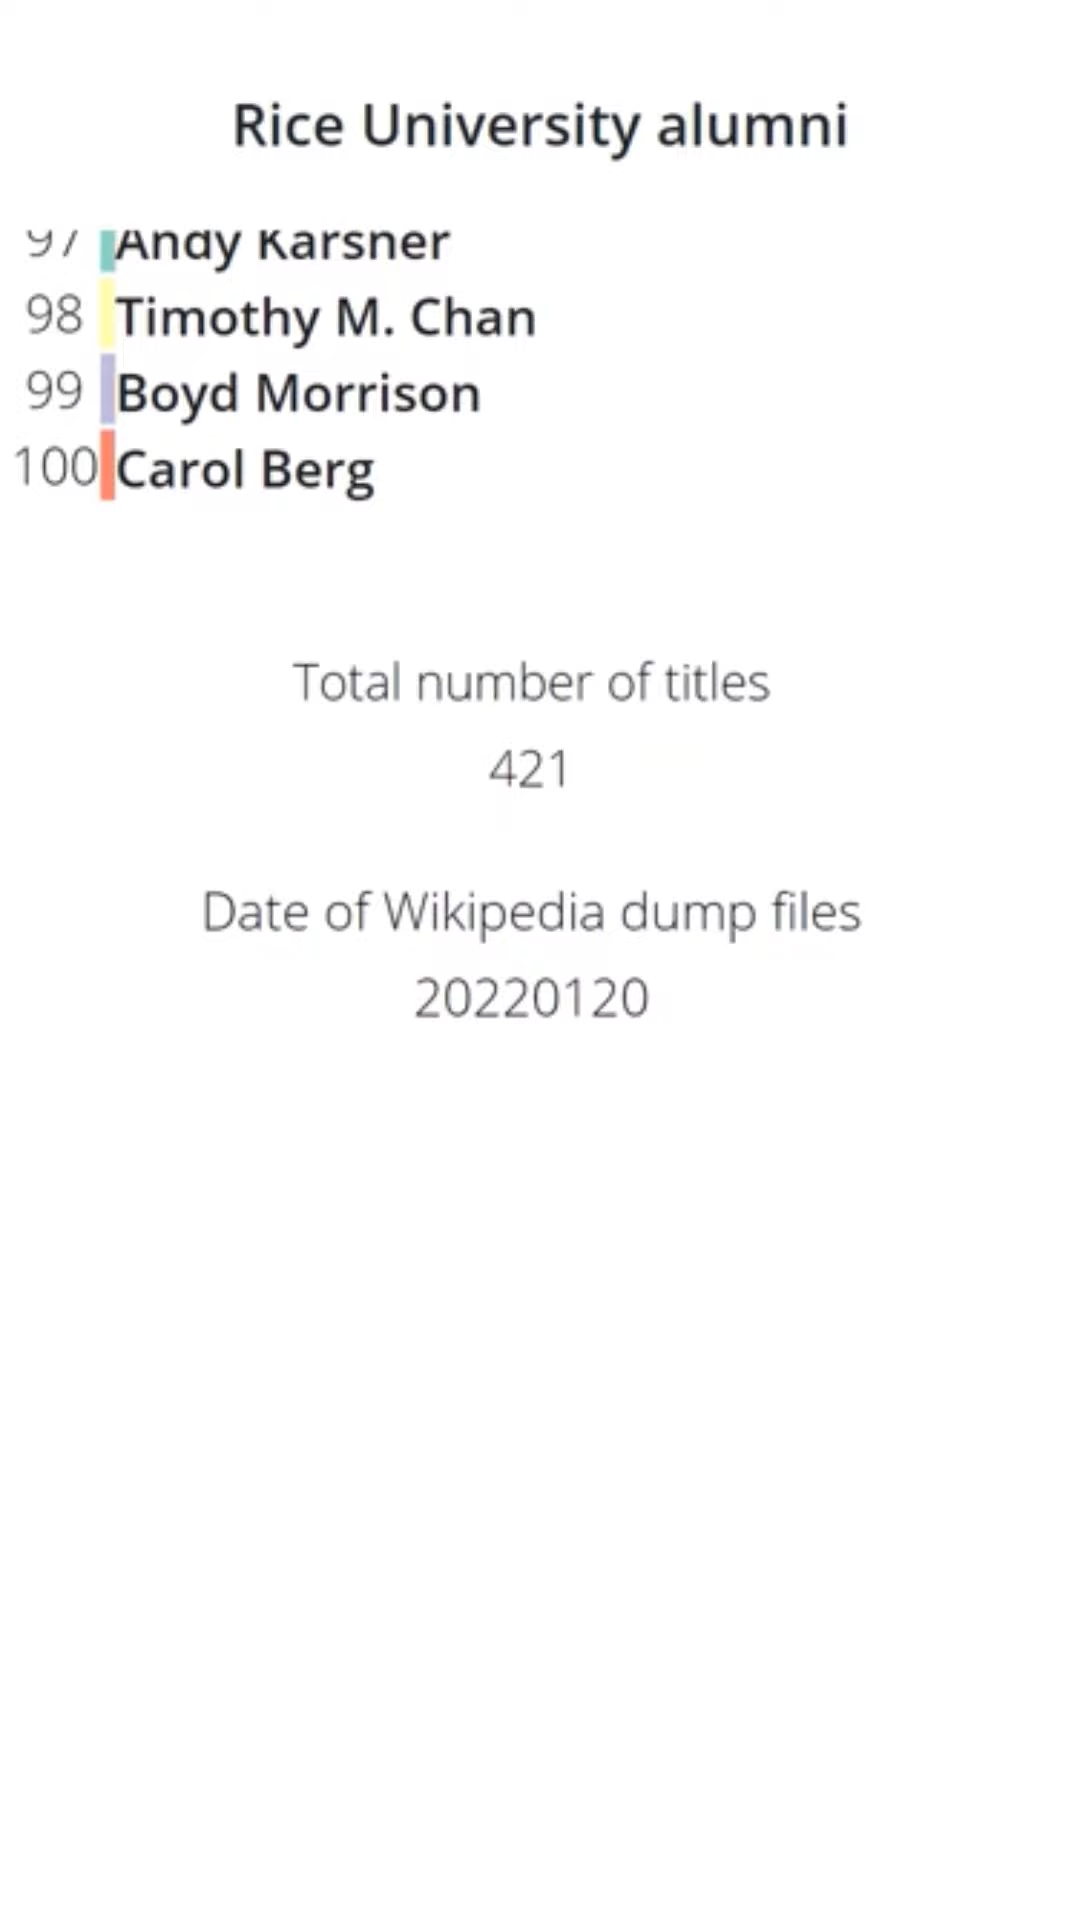 Rice University alumni
97 Andy Karsner
98 Timothy M. Chan
99 Boyd Morrison
100 Carol Berg
Total number of titles
421
Date of Wikipedia dump files
20220120